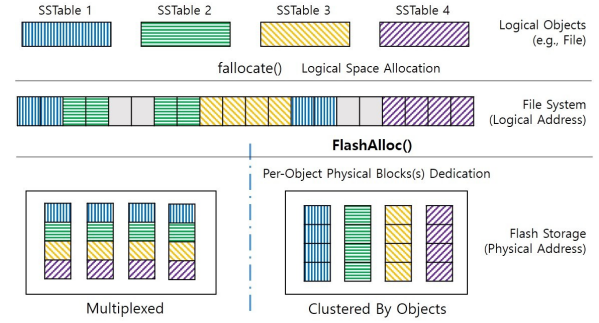 SSTable 1
SSTable 2
SSTable 3
SSTable 4
Logical Objects
(e.g., File)
fallocate() Logical Space Allocation
File System
(Logical Address)
FlashAlloc()
Per-Object Physical Blocks(s) Dedication
Flash Storage
(Physical Address)
Multiplexed
Clustered By Objects